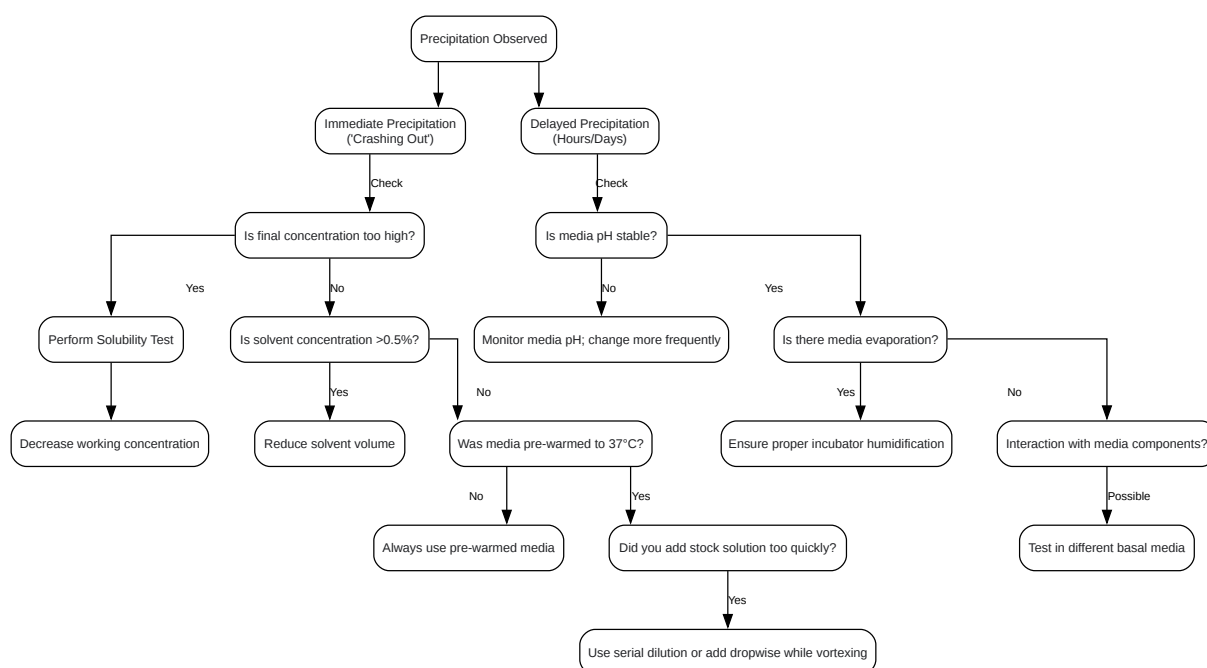 Precipitation Observed
Immediate Precipitation
('Crashing Out')
Delayed Precipitation
(Hours/Days)
Check
Check
Is final concentration too high?
Is media pH stable?
Yes
No
No
Yes
Perform Solubility Test
Is solvent concentration >0.5%?
Monitor media pH; change more frequently
Is there media evaporation?
Yes
No
Yes
No
Decrease working concentration
Reduce solvent volume
Was media pre-warmed to 37°C?
Ensure proper incubator humidification
Interaction with media components?
No
Yes
Possible
Always use pre-warmed media
Did you add stock solution too quickly?
Test in different basal media
Yes
Use serial dilution or add dropwise while vortexing